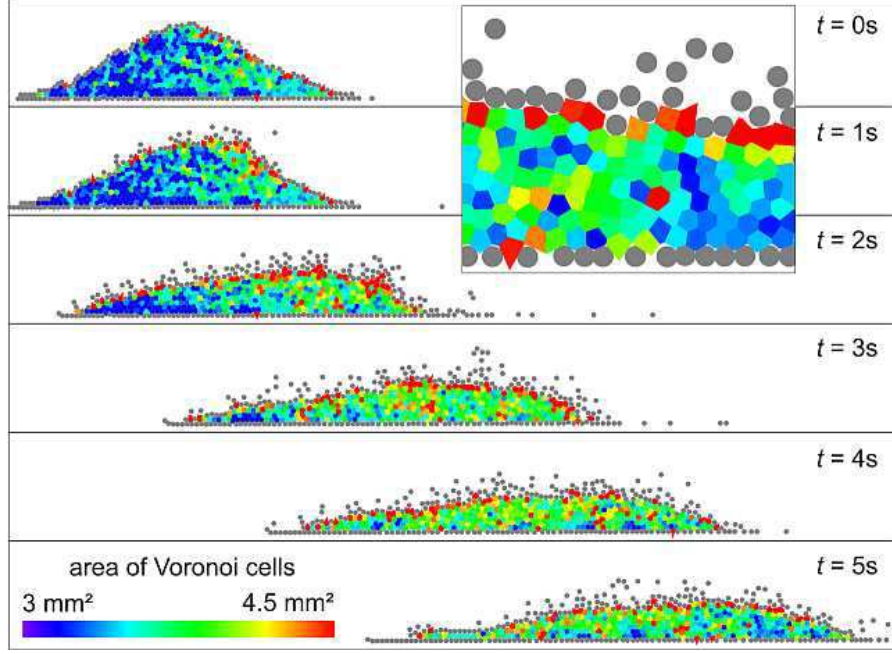 t = 0s
t = 1s
t = 2s
t = 3s
t = 4s
t = 5s
area of Voronoi cells
3 mm² 4.5 mm²